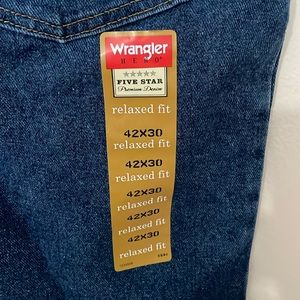 Wrangler
HERO
FIVE STAR
Premium Denim
relaxed fit
42X30
relaxed fit
42X30
relaxed fit
42X30
relaxed fit
42X30
relaxed fit
42X30
relaxed fit